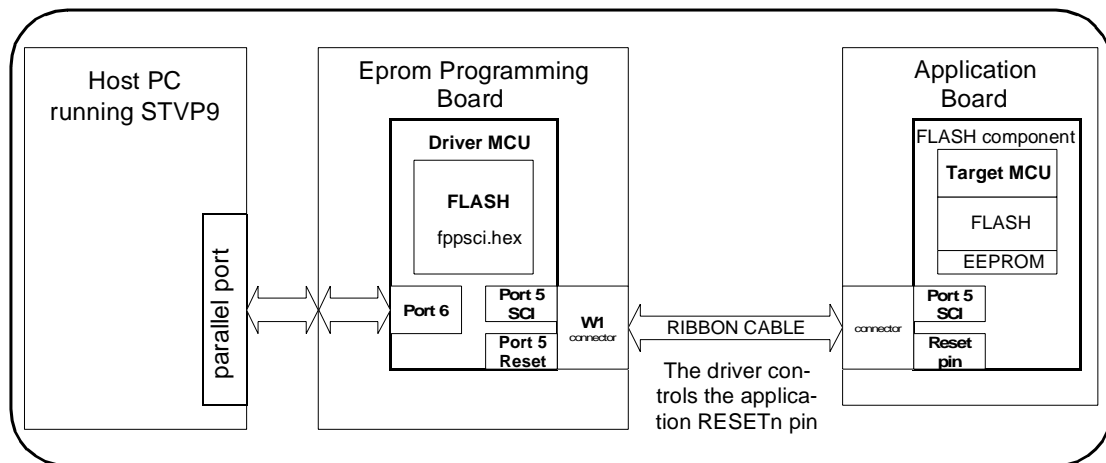 Host PC
running STVP9
parallel port
Eprom Programming
Board
Driver MCU
FLASH
fppsci.hex
Port 6
Port 5
SCI
Port 5
Reset
W1
connector
RIBBON CABLE
The driver con-
trols the applica-
tion RESETn pin
Application
Board
FLASH component
Target MCU
FLASH
EEPROM
connector
Port 5
SCI
Reset
pin